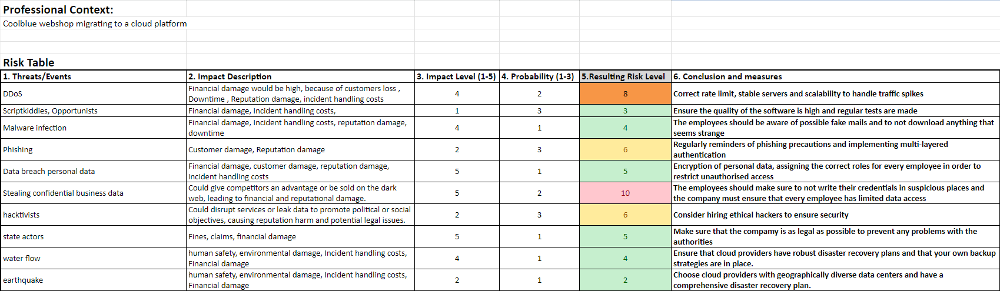 Professional Context:
Coolblue webshop migrating to a cloud platform
Risk Table
1. Threats/Events 2. Impact Description 3. Impact Level (1-5) 4. Probability (1-3) 5.Resulting Risk Level 6. Conclusion and measures
DDoS
Financial damage would be high, because of customers loss ,
Downtime , Reputation damage, incident handling costs
4 2 8
Correct rate limit, stable servers and scalability to handle traffic spikes
Scriptkiddies, Opportunists
Financial damage, Incident handling costs,
1 3 3
Ensure the quality of the software is high and regular tests are made
Malware infection
Financial damage, Incident handling costs, reputation damage,
downtime
4 1 4
The employees should be aware of possible fake mails and to not download anything that
seems strange
Phishing
Customer damage, Reputation damage
2 3 6
Regularly reminders of phishing precautions and implementing multi-layered
authentication
Data breach personal data
Financial damage, customer damage, reputation damage,
incident handling costs
5 1 5
Encryption of personal data, assigning the correct roles for every employee in order to
restrict unauthorised access
Stealing confidential business data
Could give competitors an advantage or be sold on the dark
web, leading to financial and reputational damage.
5 2 10
The employees should make sure to not write their credentials in suspicious places and
the company must ensure that every employee has limited data access
hacktivists
Could disrupt services or leak data to promote political or social
objectives, causing reputation harm and potential legal issues.
2 3 6
Consider hiring ethical hackers to ensure security
state actors
Fines, claims, financial damage
5 1 5
Make sure that the compamy is as legal as possible to prevent any problems with the
authorities
water flow
human safety, environmental damage, Incident handling costs,
Financial damage
4 1 4
Ensure that cloud providers have robust disaster recovery plans and that your own backup
strategies are in place.
earthquake
human safety, environmental damage, Incident handling costs,
Financial damage
2 1 2
Choose cloud providers with geographically diverse data centers and have a
comprehensive disaster recovery plan.